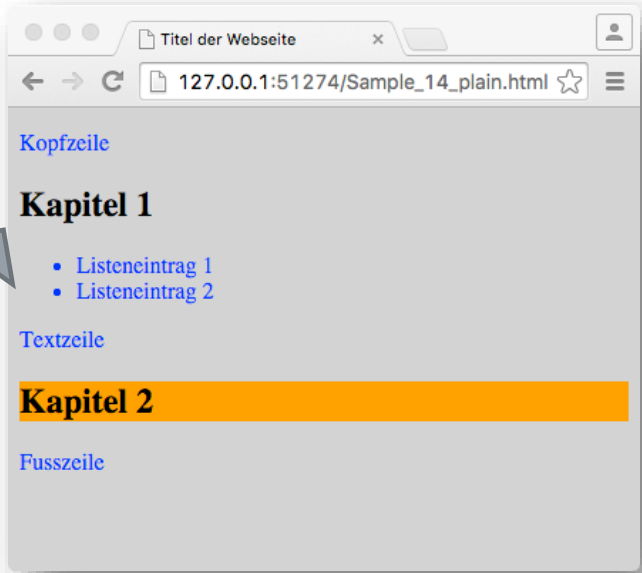 Titel der Webseite
127.0.0.1:51274/Sample_14_plain.html
Kopfzeile
Kapitel 1
• Listeneintrag 1
• Listeneintrag 2
Textzeile
Kapitel 2
Fusszeile